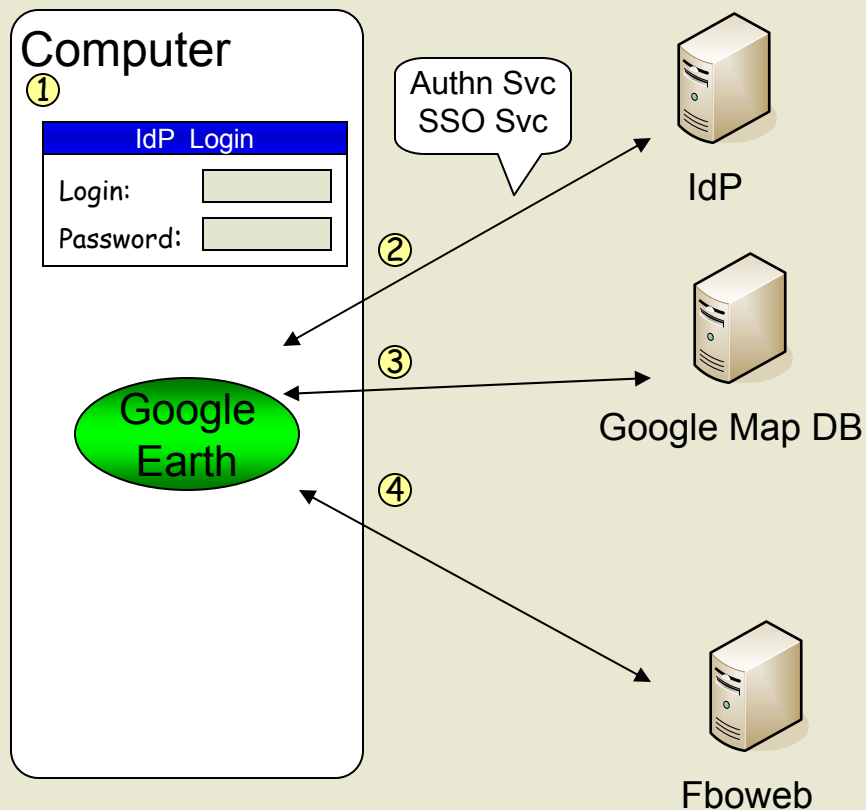 Computer
1
IdP Login
Login:
Password:
Authn Svc
SSO Svc
IdP
2
3
Google Map DB
Google
Earth
4
Fboweb